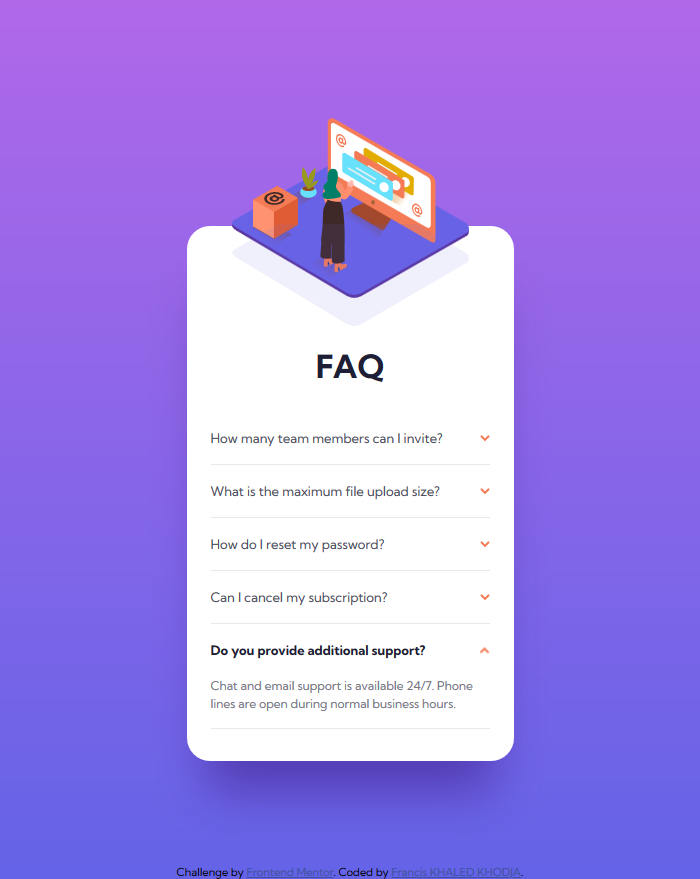 FAQ
How many team members can I invite?
What is the maximum file upload size?
How do I reset my password?
Can I cancel my subscription?
Do you provide additional support?
Chat and email support is available 24/7. Phone
lines are open during normal business hours.
Challenge by Frontend Mentor. Coded by Francis KHALED KHODJA.